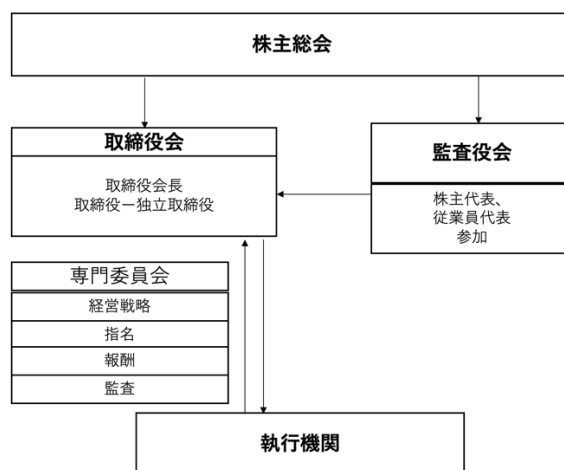 株主総会
取締役会
取締役会長
取締役ー独立取締役
監査役会
株主代表、
従業員代表
参加
専門委員会
経営戦略
指名
報酬
監査
執行機関